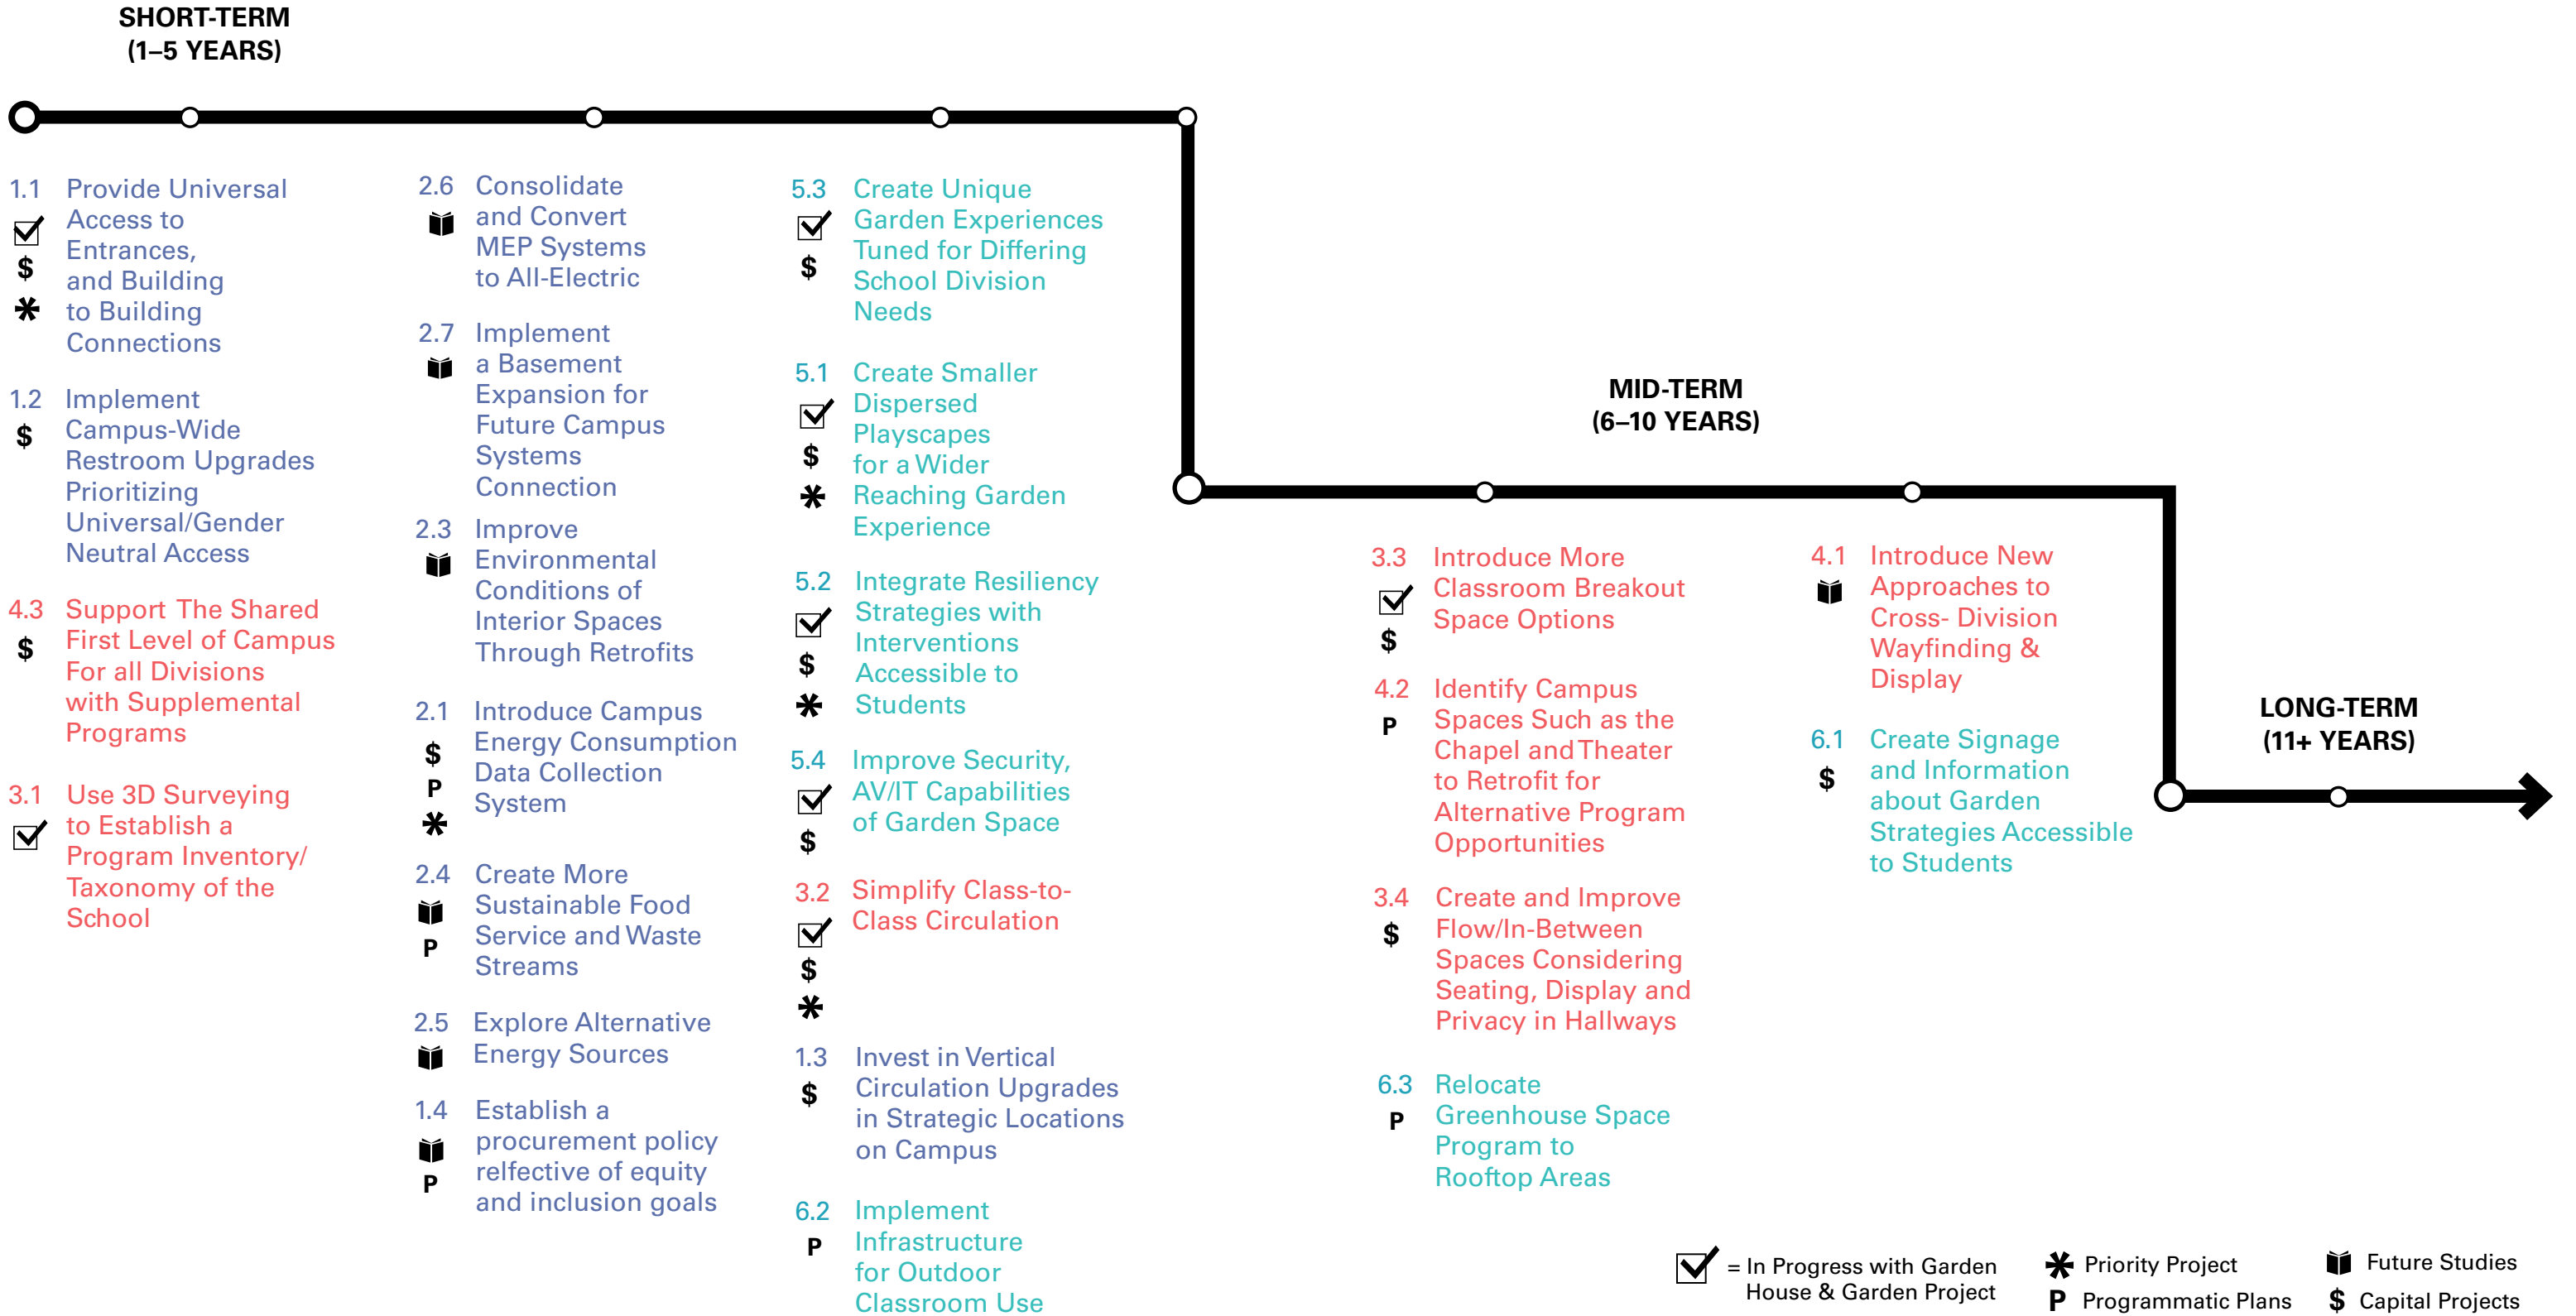 SHORT-TERM
(1–5 YEARS)
1.1 Provide Universal
Access to
Entrances,
$
and Building
to Building
Connections
1.2 Implement
$ Campus-Wide
Restroom Upgrades
Prioritizing
Universal/Gender
Neutral Access
4.3 Support The Shared
$ First Level of Campus
For all Divisions
with Supplemental
Programs
3.1 Use 3D Surveying
to Establish a
Program Inventory/
Taxonomy of the
School
2.6 Consolidate
and Convert
MEP Systems
to All-Electric
2.7 Implement
a Basement
Expansion for
Future Campus
Systems
Connection
2.3 Improve
Environmental
Conditions of
Interior Spaces
Through Retrofits
2.1 Introduce Campus
$ Energy Consumption
P Data Collection
System
2.4 Create More
Sustainable Food
P Service and Waste
Streams
2.5 Explore Alternative
Energy Sources
1.4 Establish a
procurement policy
P relfective of equity
and inclusion goals
5.3 Create Unique
Garden Experiences
$ Tuned for Differing
School Division
Needs
5.1 Create Smaller
Dispersed
Playscapes
$ for a Wider
Reaching Garden
Experience
5.2 Integrate Resiliency
Strategies with
Interventions
$ Accessible to
Students
5.4 Improve Security,
AV/IT Capabilities
$ of Garden Space
3.2 Simplify Class-to-
Class Circulation
$
1.3 Invest in Vertical
$ Circulation Upgrades
in Strategic Locations
on Campus
6.2 Implement
P Infrastructure
for Outdoor
Classroom Use
MID-TERM
(6–10 YEARS)
3.3 Introduce More
Classroom Breakout
$ Space Options
4.2 Identify Campus
P Spaces Such as the
Chapel and Theater
to Retrofit for
Alternative Program
Opportunities
3.4 Create and Improve
$ Flow/In-Between
Spaces Considering
Seating, Display and
Privacy in Hallways
6.3 Relocate
P Greenhouse Space
Program to
Rooftop Areas
4.1 Introduce New
Approaches to
Cross- Division
Wayfinding &
Display
6.1 Create Signage
$ and Information
about Garden
Strategies Accessible
to Students
LONG-TERM
(11+ YEARS)
= In Progress with Garden
House & Garden Project
Priority Project
P Programmatic Plans
Future Studies
$ Capital Projects